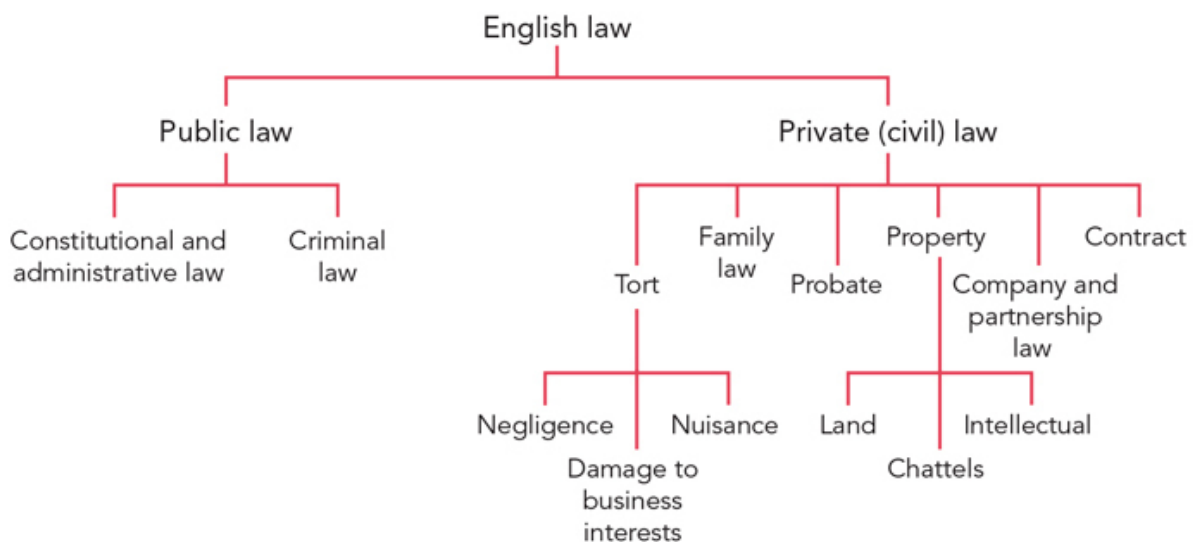 English law
Public law
Private (civil) law
Constitutional and
administrative law
Criminal
law
Tort
Family
law
Probate
Property
Company and
partnership
law
Contract
Negligence
Damage to
business
interests
Nuisance
Land
Chattels
Intellectual